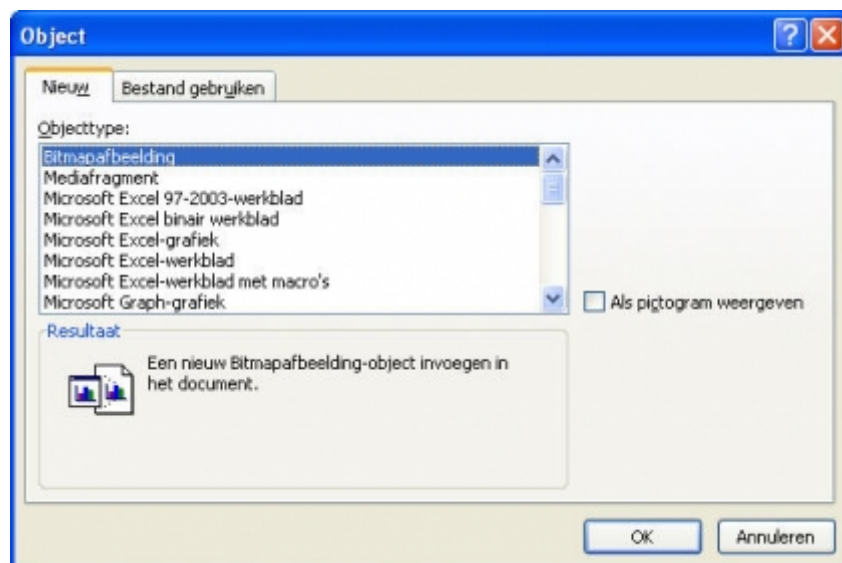 Object
Nieuw
Bestand gebruiken
Objecttype:
Bitmapafbeelding
Mediafragment
Microsoft Excel 97-2003-werkblad
Microsoft Excel binair werkblad
Microsoft Excel-grafiek
Microsoft Excel-werkblad
Microsoft Excel-werkblad met macro's
Microsoft Graph-grafiek
Als pictogram weergeven
Resultaat
Een nieuw Bitmapafbeelding-object invoegen in
het document.
OK
Annuleren